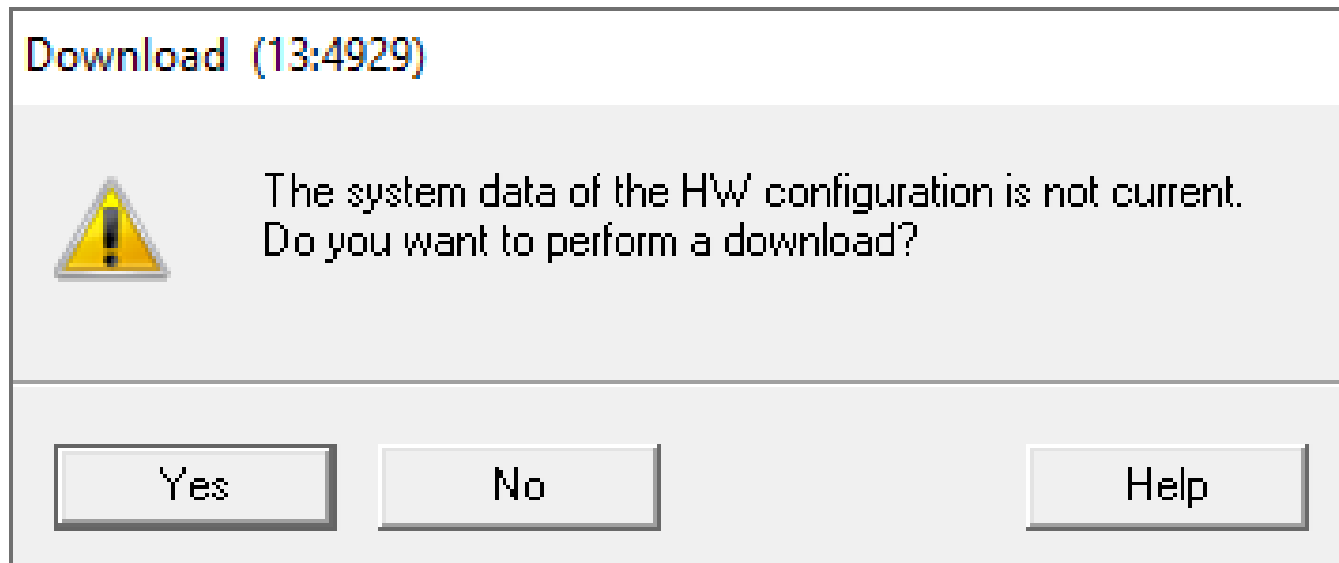 Download (13:4929)
The system data of the HW configuration is not current.
Do you want to perform a download?
Yes
No
Help